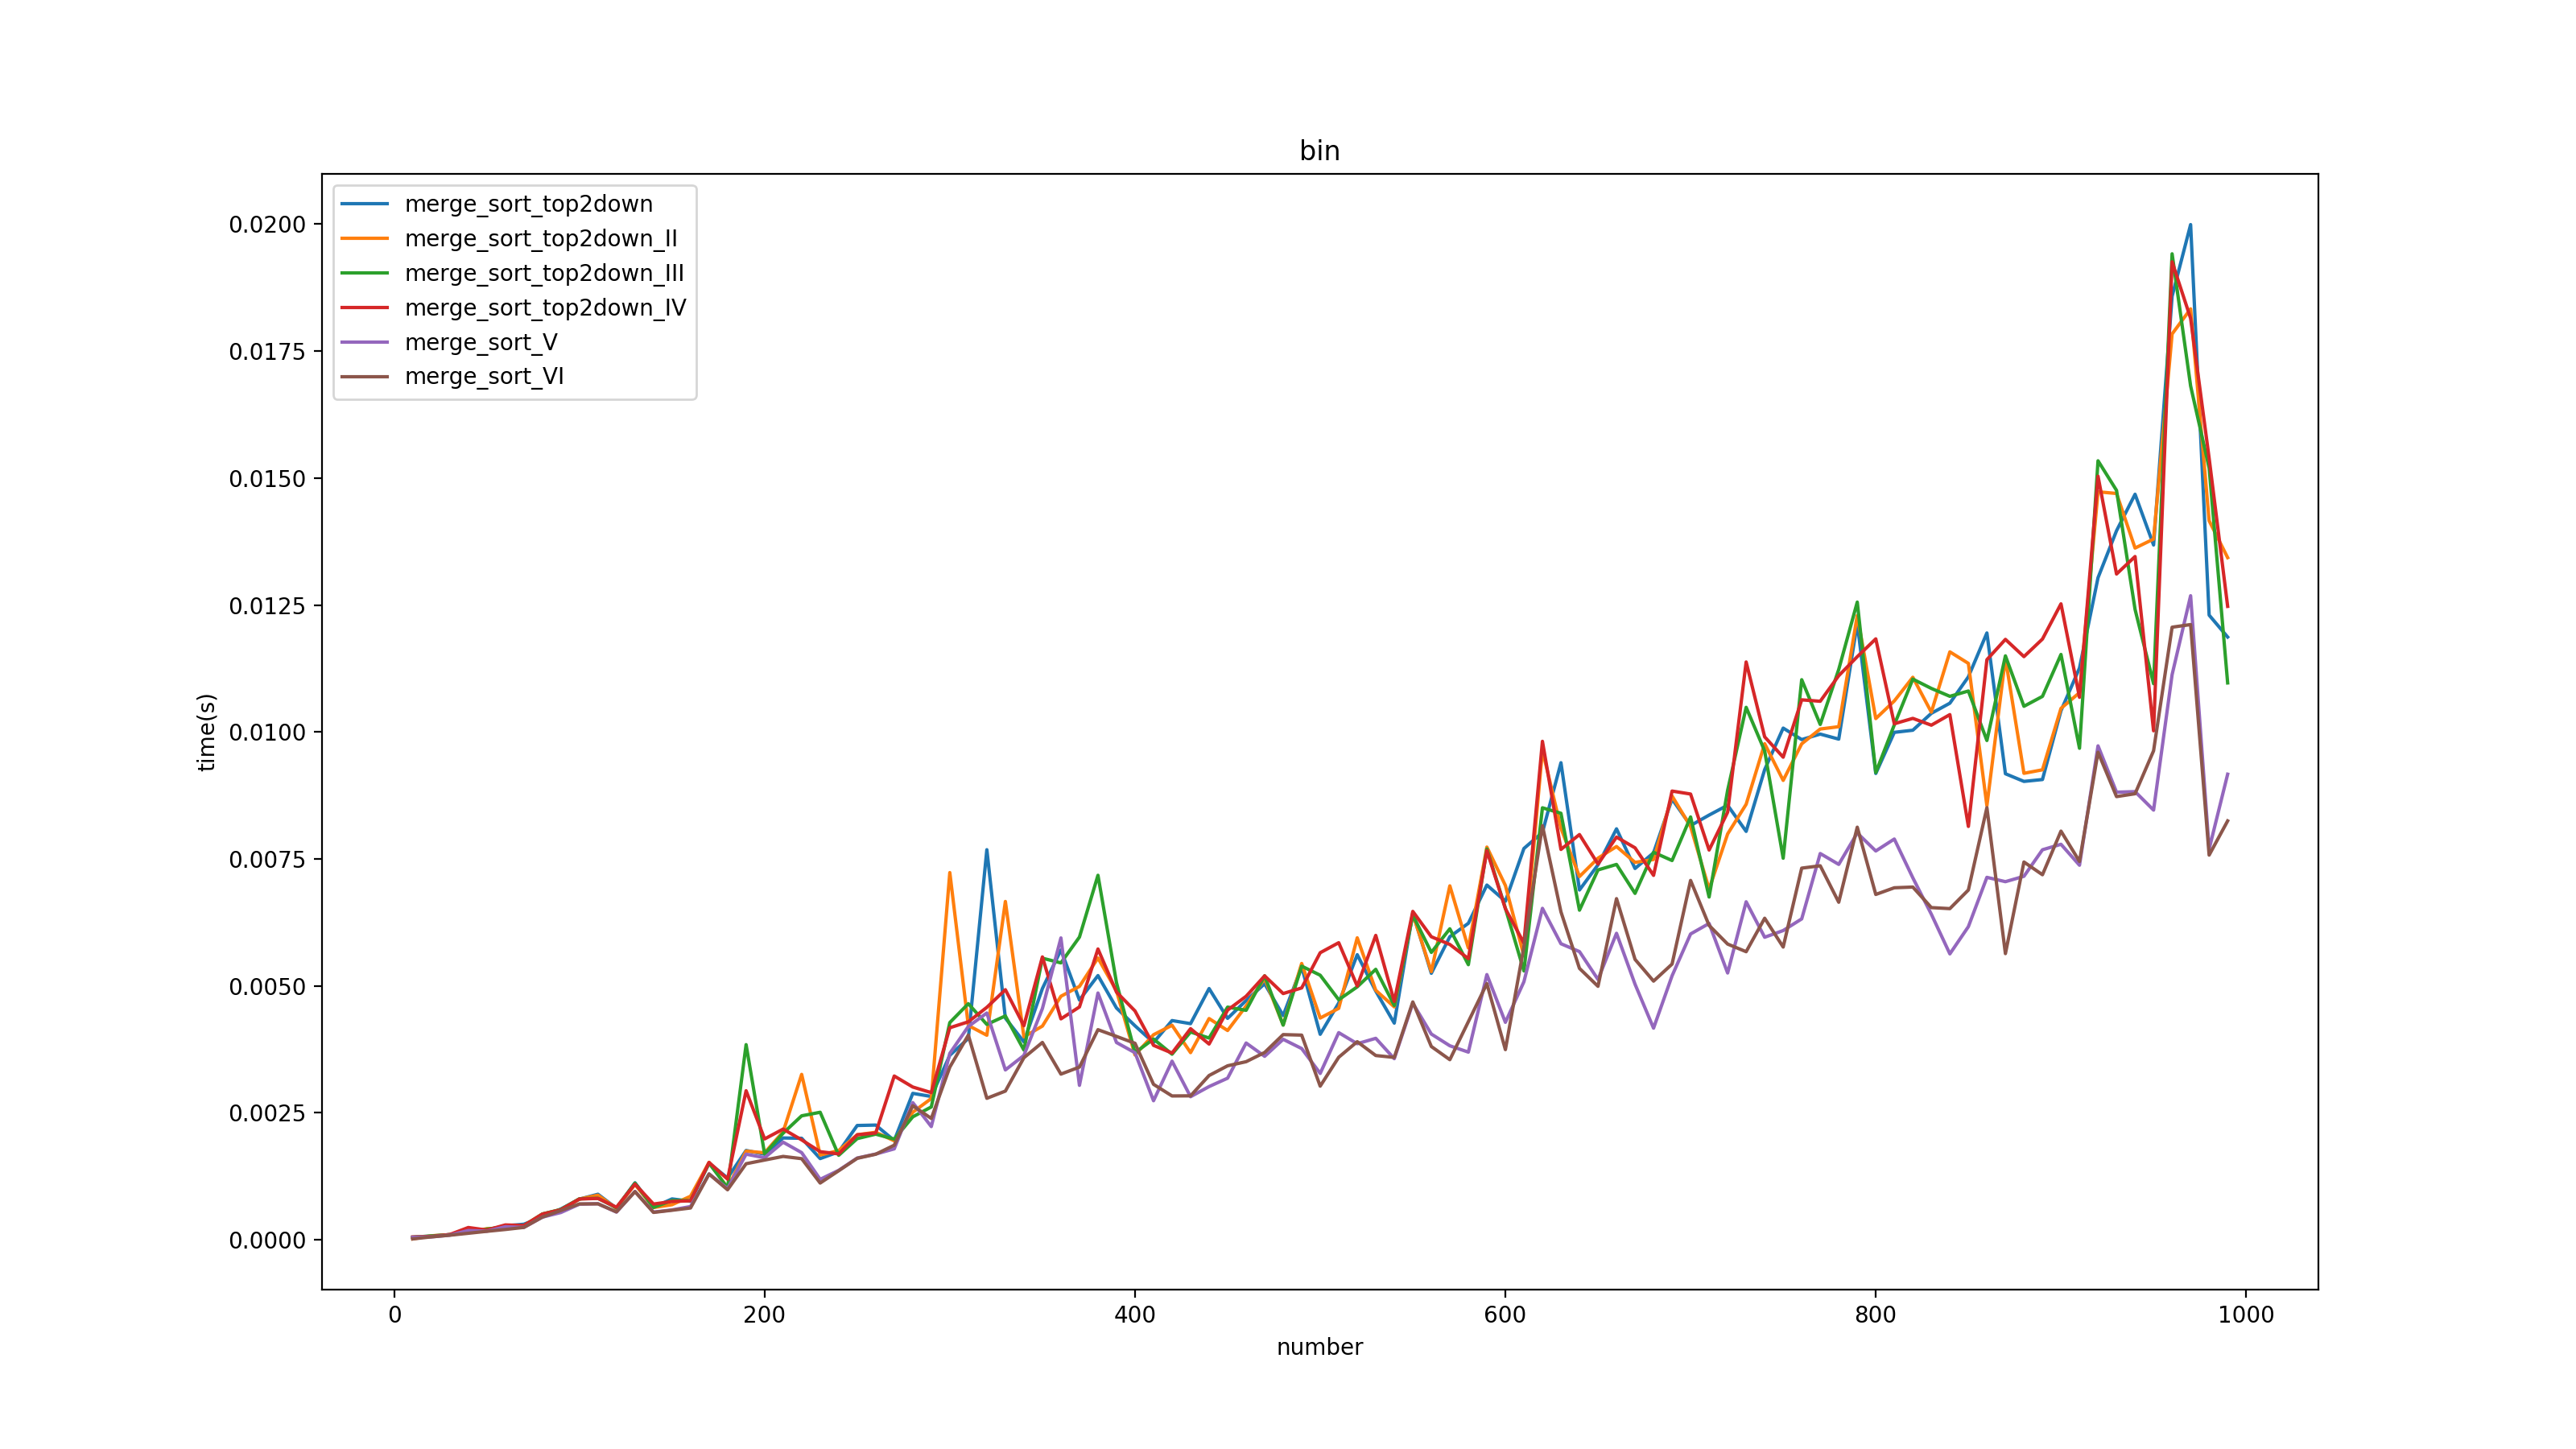 bin
merge_sort_top2down
merge_sort_top2down_II
merge_sort_top2down_III
merge_sort_top2down_IV
merge_sort_V
merge_sort_VI
0.0200
0.0175
0.0150
0.0125
0.0100
0.0075
0.0050
0.0025
0.0000
time(s)
0 200 400 600 800 1000
number